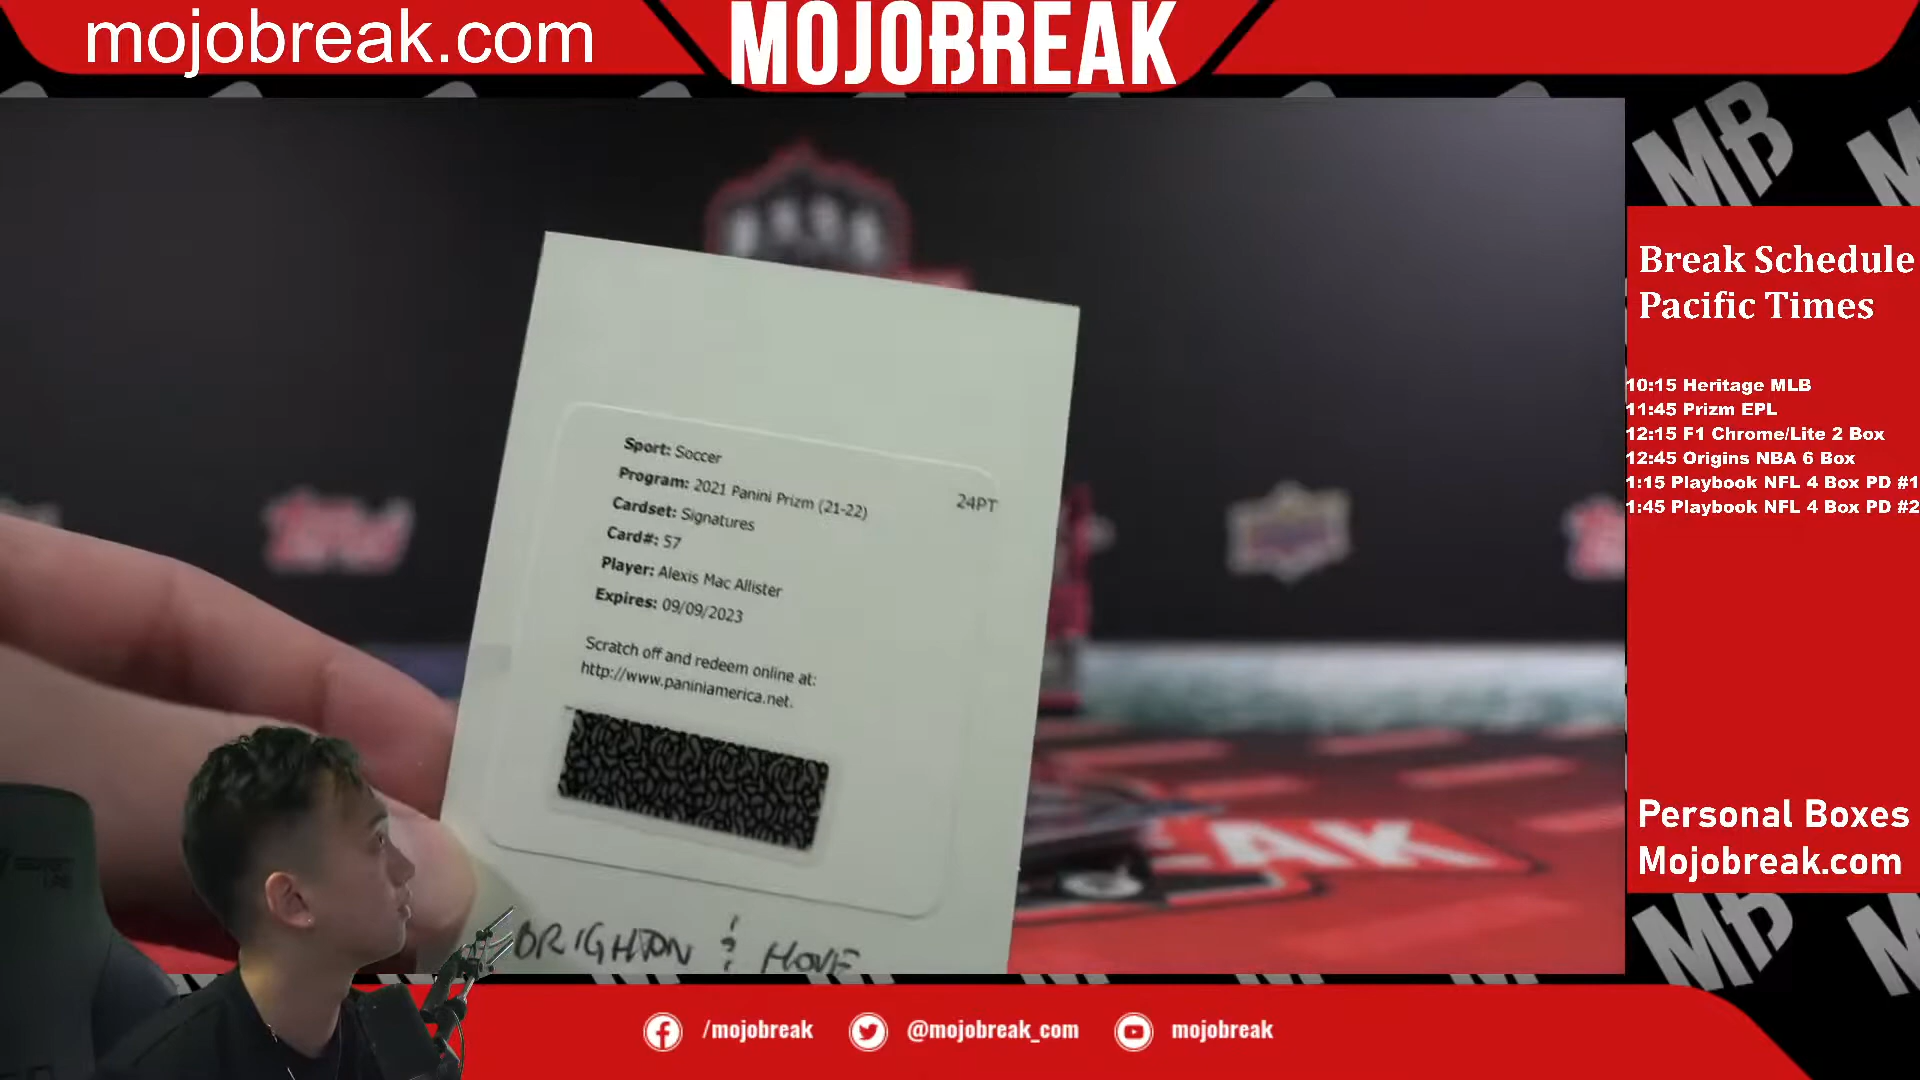 mojobreak.com
MOJOBREAK
MB
Break Schedule
Pacific Times
10:15 Heritage MLB
11:45 Prizm EPL
12:15 F1 Chrome/Lite 2 Box
12:45 Origins NBA 6 Box
1:15 Playbook NFL 4 Box PD #1
1:45 Playbook NFL 4 Box PD #2
Sport: Soccer
Program: 2021 Panini Prizm (21-22)
24PT
Cardset: Signatures
Card#: 57
Player: Alexis Mac Allister
Expires: 09/09/2023
Scratch off and redeem online at:
http://www.paniniamerica.net.
BRIGHTON & HOVE
EAK
Personal Boxes
Mojobreak.com
MB
/mojobreak
@mojobreak_com
mojobreak